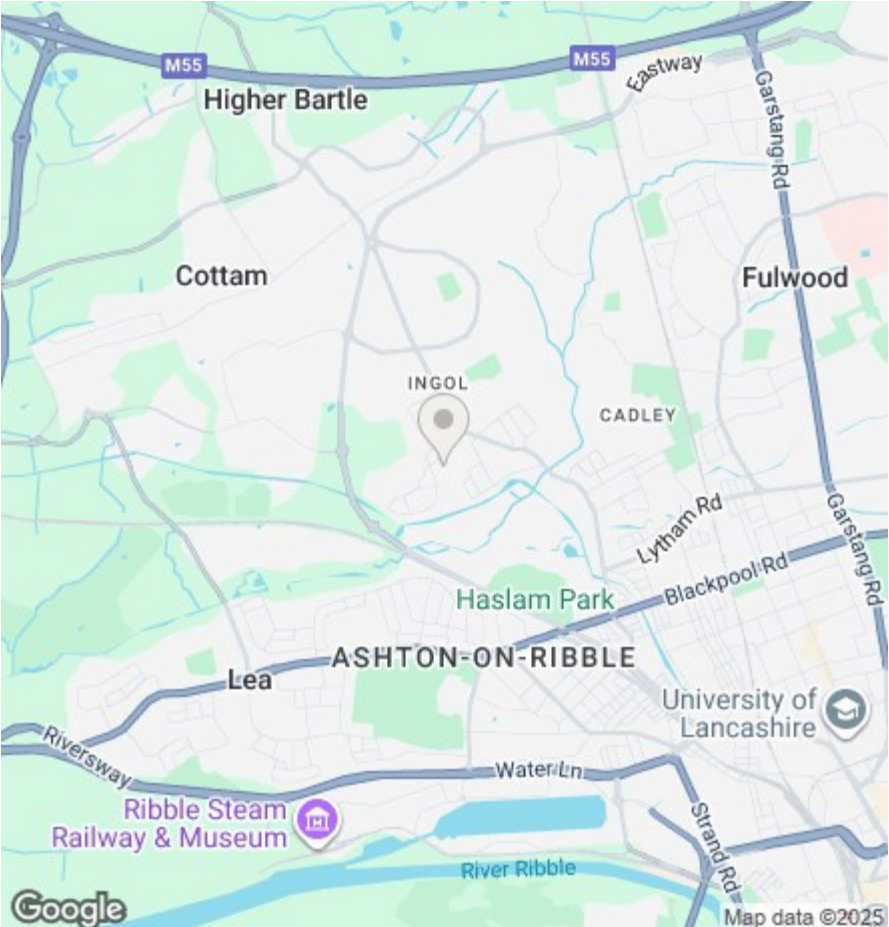 M55
M55
Eastway
Higher Bartle
Garstang Rd
Cottam
Fulwood
INGOL
CADLEY
Lytham Rd
Garstang Rd
Blackpool Rd
Haslam Park
ASHTON-ON-RIBBLE
Lea
University of
Lancashire
Riversway
Water Ln
Ribble Steam
Railway & Museum
Strand Rd
River Ribble
Google
Map data ©2025